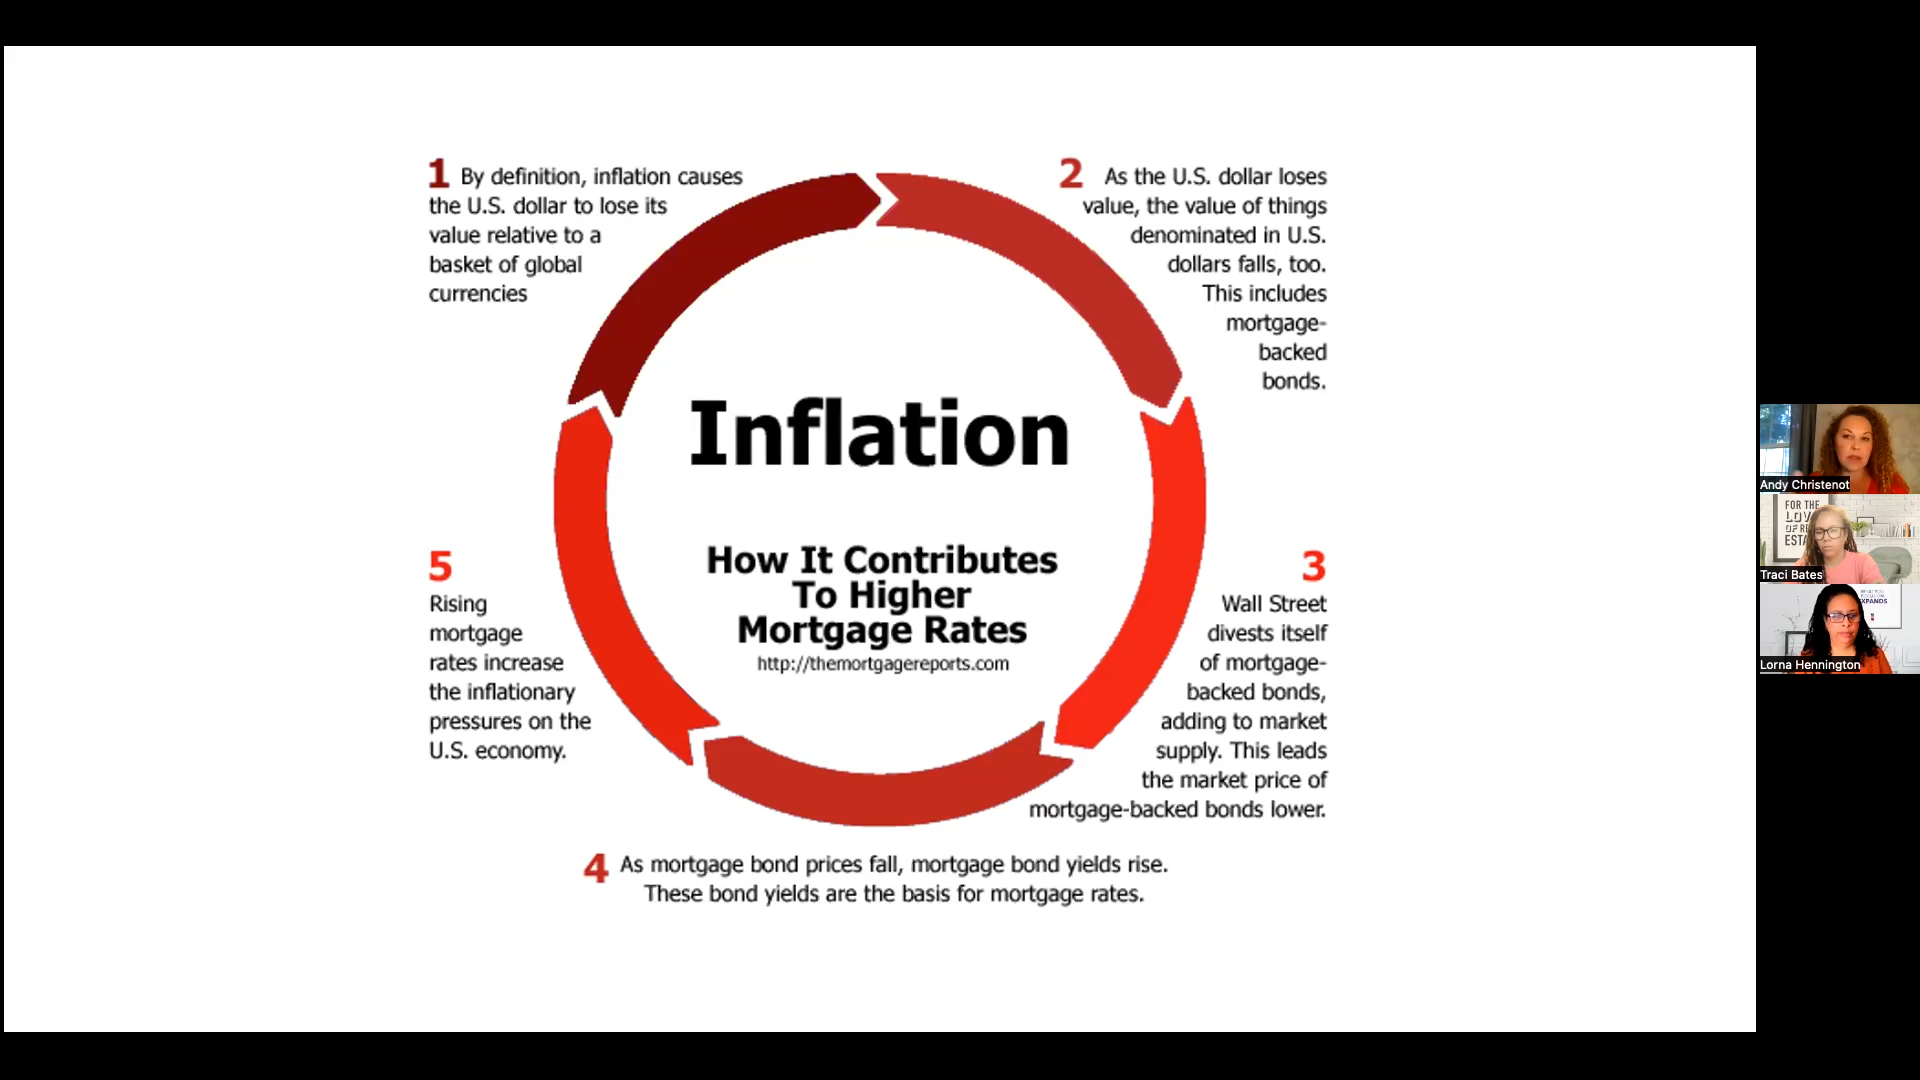 1 By definition, inflation causes
the U.S. dollar to lose its
value relative to a
basket of global
currencies
2 As the U.S. dollar loses
value, the value of things
denominated in U.S.
dollars falls, too.
This includes
mortgage-
backed
bonds.
Inflation
How It Contributes
To Higher
Mortgage Rates
http://themortgagereports.com
3
Wall Street
divests itself
of mortgage-
backed bonds,
adding to market
supply. This leads
the market price of
mortgage-backed bonds lower.
4 As mortgage bond prices fall, mortgage bond yields rise.
These bond yields are the basis for mortgage rates.
5
Rising
mortgage
rates increase
the inflationary
pressures on the
U.S. economy.
Andy Christenot
FOR THE
Traci Bates
Lorna Hennington